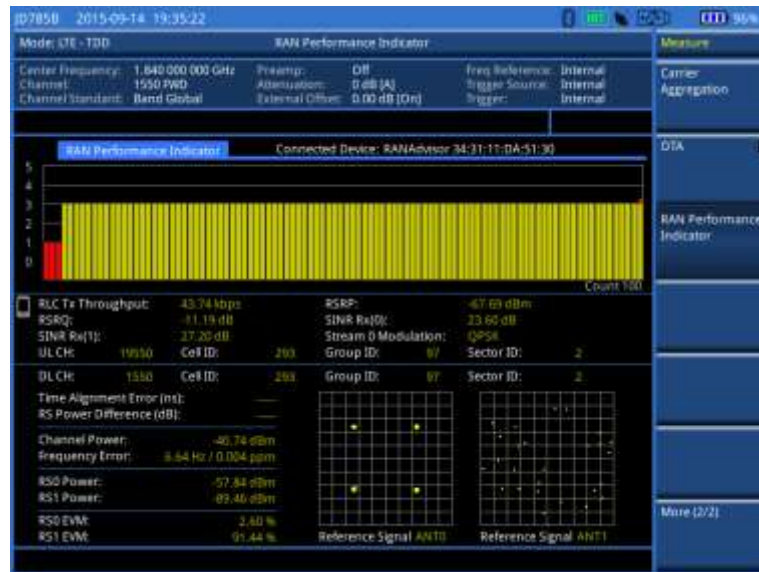 JD785B 2015-09-14 19:35:22 96%
Mode: LTE - TDD RAN Performance Indicator Measure
Center Frequency: 1.840 000 000 GHz Preamp: Off Freq Reference: Internal
Channel: 1550 FWD Attenuation: 0 dB [A] Trigger Source: Internal
Channel Standard: Band Global External Offset: 0.00 dB [On] Trigger: Internal
Carrier
Aggregation
OTA
RAN Performance
Indicator
More (2/2)
RAN Performance Indicator Connected Device: RANAdvisor 34:31:11:DA:51:30
5
4
3
2
1
0
Count 100
RLC Tx Throughput: 43.74 kbps RSRP: -67.69 dBm
RSRQ: -11.19 dB SINR Rx(0): 23.60 dB
SINR Rx(1): 27.20 dB Stream 0 Modulation: QPSK
UL CH: 19550 Cell ID: 293 Group ID: 97 Sector ID: 2
DL CH: 1550 Cell ID: 293 Group ID: 97 Sector ID: 2
Time Alignment Error (ns):
RS Power Difference (dB):
Channel Power: -40.74 dBm
Frequency Error: 6.64 Hz / 0.004 ppm
RS0 Power: -57.84 dBm
RS1 Power: -89.46 dBm
RS0 EVM: 2.60 %
RS1 EVM: 91.44 %
Reference Signal ANT0 Reference Signal ANT1